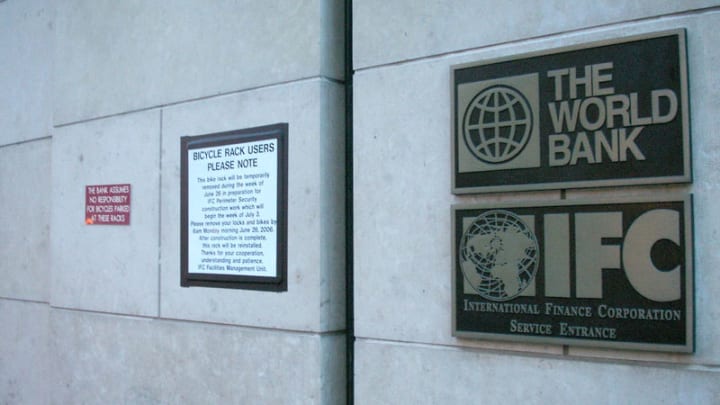 THE BANK ASSUMES
NO RESPONSIBILITY
FOR BICYCLES PARKED
AT THESE RACKS
BICYCLE RACK USERS
PLEASE NOTE
This bike rack will be temporarily
removed during the week of
June 26 in preparation for
IFC Perimeter Security
construction work which will
begin the week of July 3.
Please remove your locks and bikes by
6am Monday morning June 26, 2006.
After construction is complete,
this rack will be reinstalled.
Thanks for your cooperation,
understanding and patience.
IFC Facilities Management Unit.
THE
WORLD
BANK
IFC
INTERNATIONAL FINANCE CORPORATION
SERVICE ENTRANCE